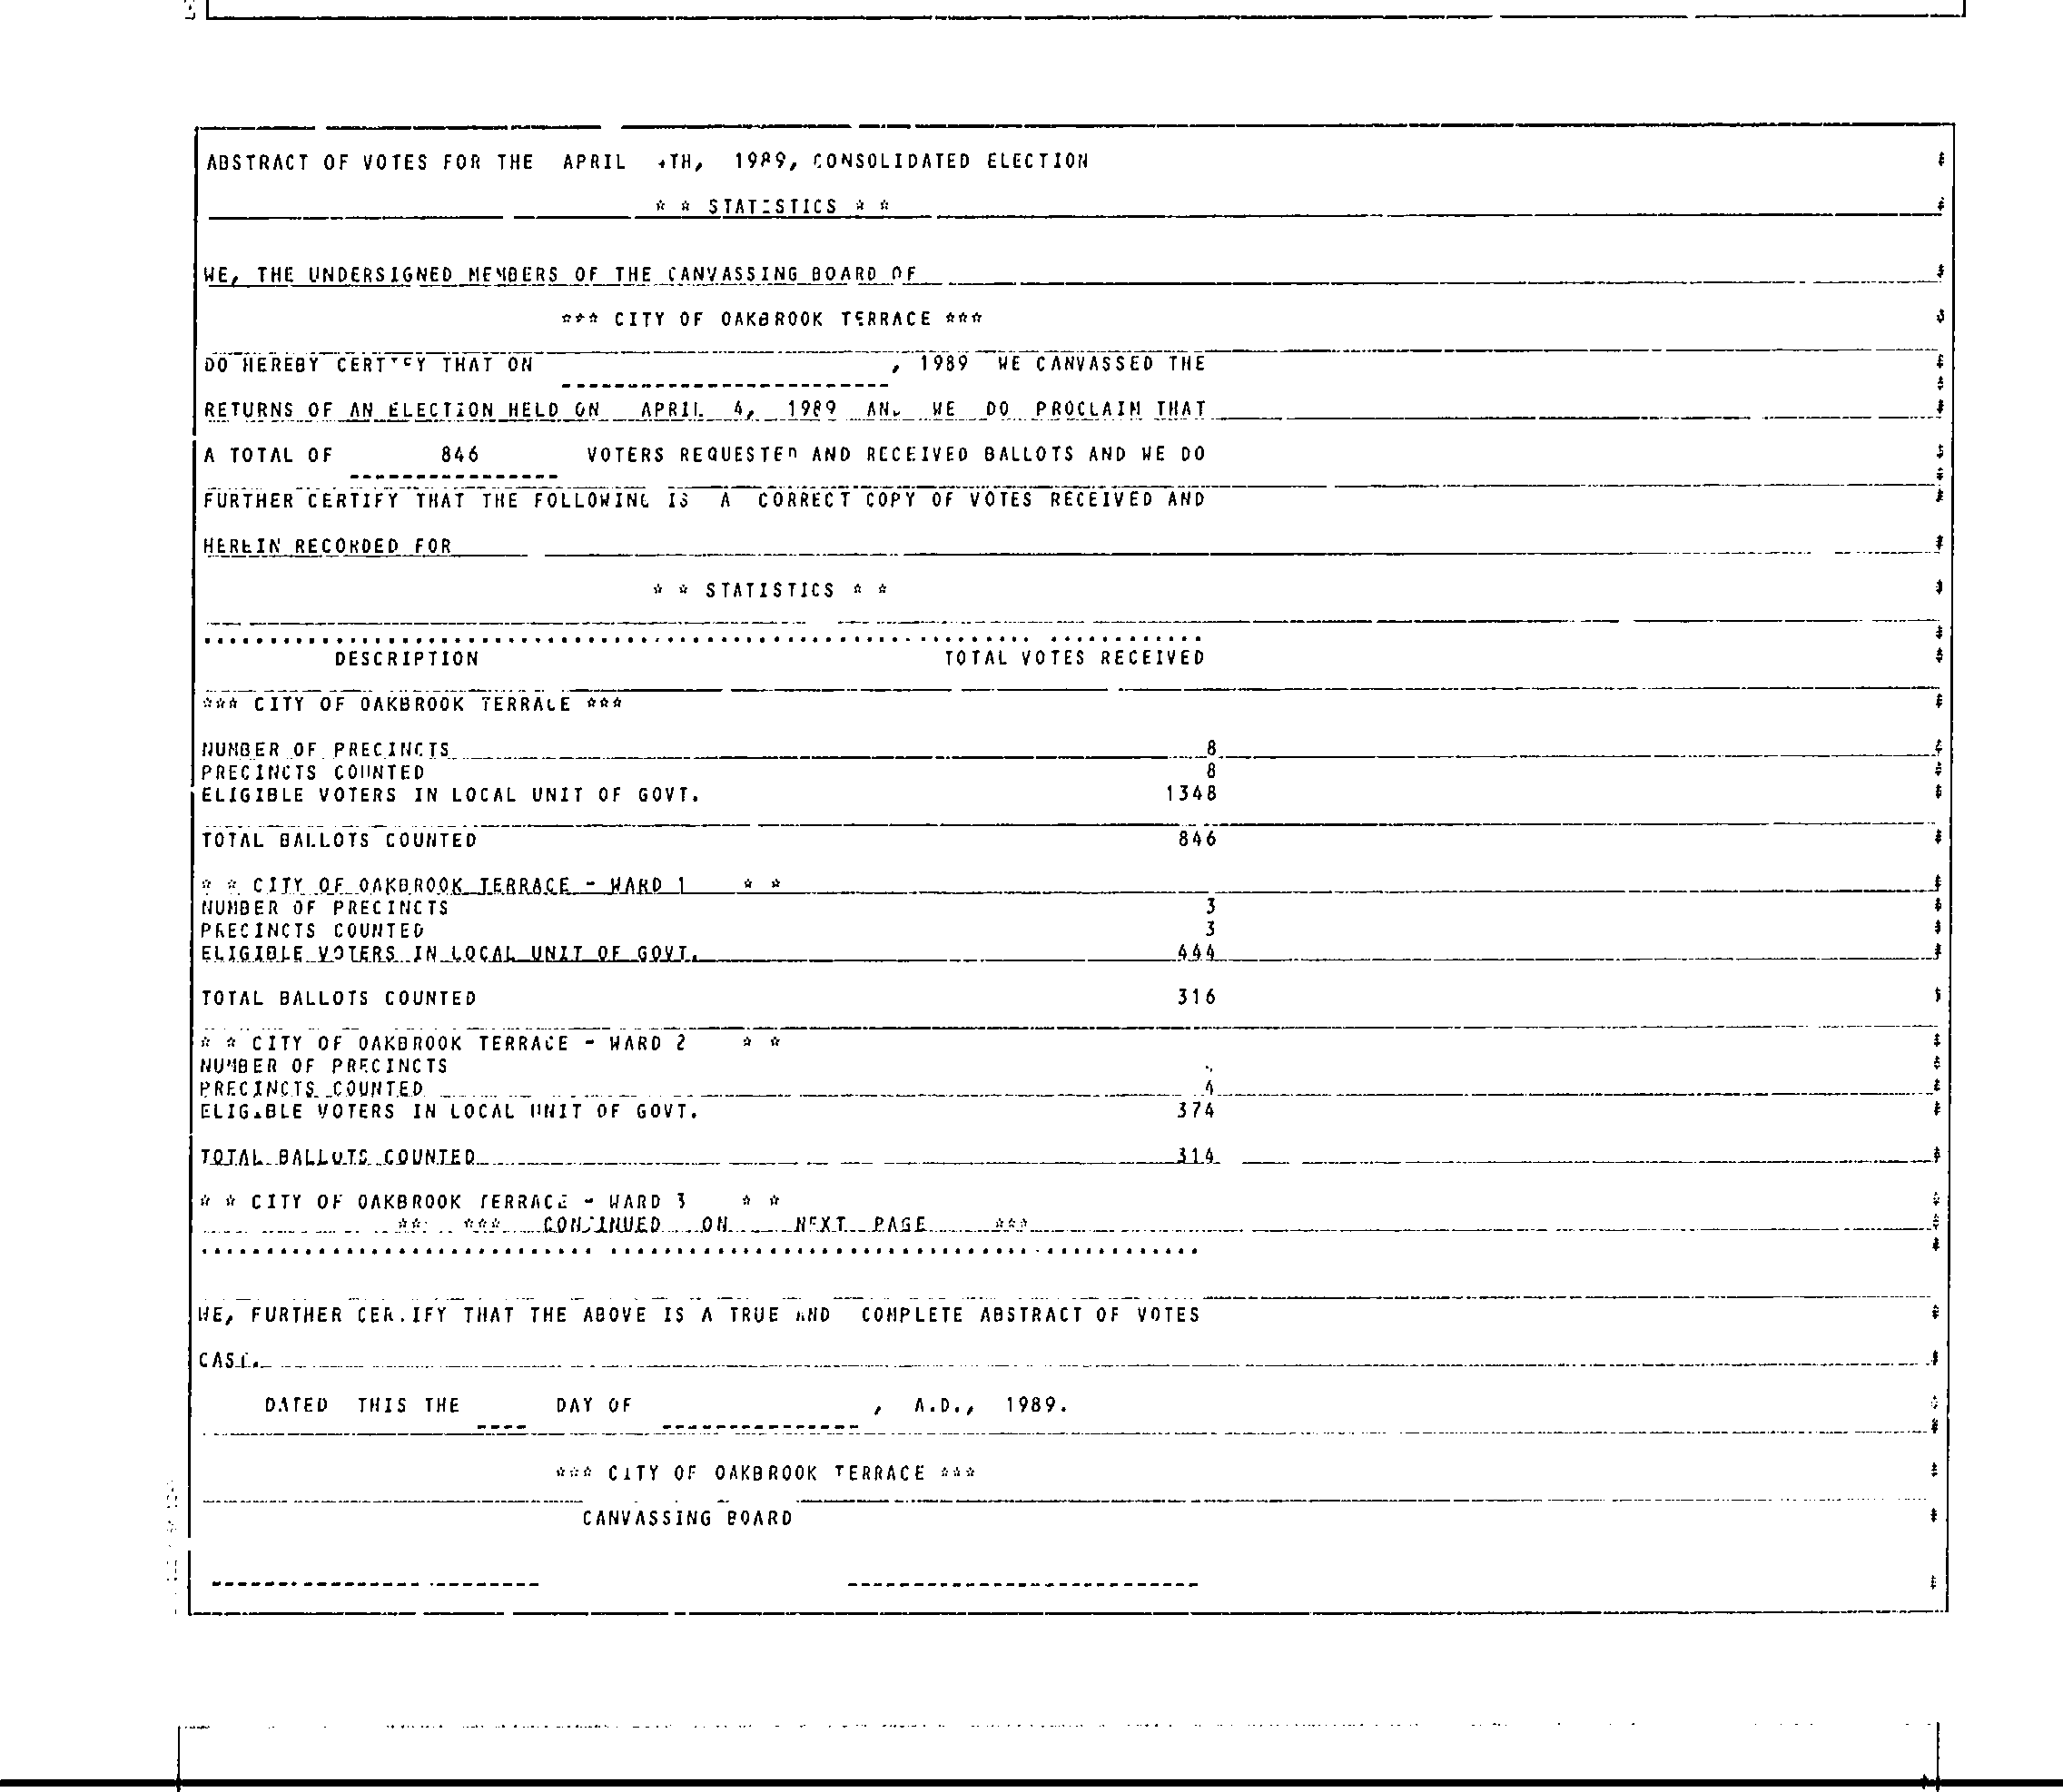 ABSTRACT OF VOTES FOR THE APRIL 4TH, 1989, CONSOLIDATED ELECTION
* * STATISTICS * *
WE, THE UNDERSIGNED MEMBERS OF THE CANVASSING BOARD OF
*** CITY OF OAKBROOK TERRACE ***
DO HEREBY CERTIFY THAT ON , 1989 WE CANVASSED THE
RETURNS OF AN ELECTION HELD ON APRIL 4, 1989 AND WE DO PROCLAIM THAT
A TOTAL OF 846 VOTERS REQUESTED AND RECEIVED BALLOTS AND WE DO
FURTHER CERTIFY THAT THE FOLLOWING IS A CORRECT COPY OF VOTES RECEIVED AND
HEREIN RECORDED FOR
* * STATISTICS * *
DESCRIPTION TOTAL VOTES RECEIVED
*** CITY OF OAKBROOK TERRACE ***
NUMBER OF PRECINCTS 8
PRECINCTS COUNTED 8
ELIGIBLE VOTERS IN LOCAL UNIT OF GOVT. 1348
TOTAL BALLOTS COUNTED 846
* * CITY OF OAKBROOK TERRACE - WARD 1 * *
NUMBER OF PRECINCTS 3
PRECINCTS COUNTED 3
ELIGIBLE VOTERS IN LOCAL UNIT OF GOVT. 444
TOTAL BALLOTS COUNTED 316
* * CITY OF OAKBROOK TERRACE - WARD 2 * *
NUMBER OF PRECINCTS
PRECINCTS COUNTED 4
ELIGIBLE VOTERS IN LOCAL UNIT OF GOVT. 374
TOTAL BALLOTS COUNTED 314
* * CITY OF OAKBROOK TERRACE - WARD 3 * *
*** *** CONTINUED ON NEXT PAGE ***
WE, FURTHER CERTIFY THAT THE ABOVE IS A TRUE AND COMPLETE ABSTRACT OF VOTES
CAST.
DATED THIS THE DAY OF , A.D., 1989.
*** CITY OF OAKBROOK TERRACE ***
CANVASSING BOARD